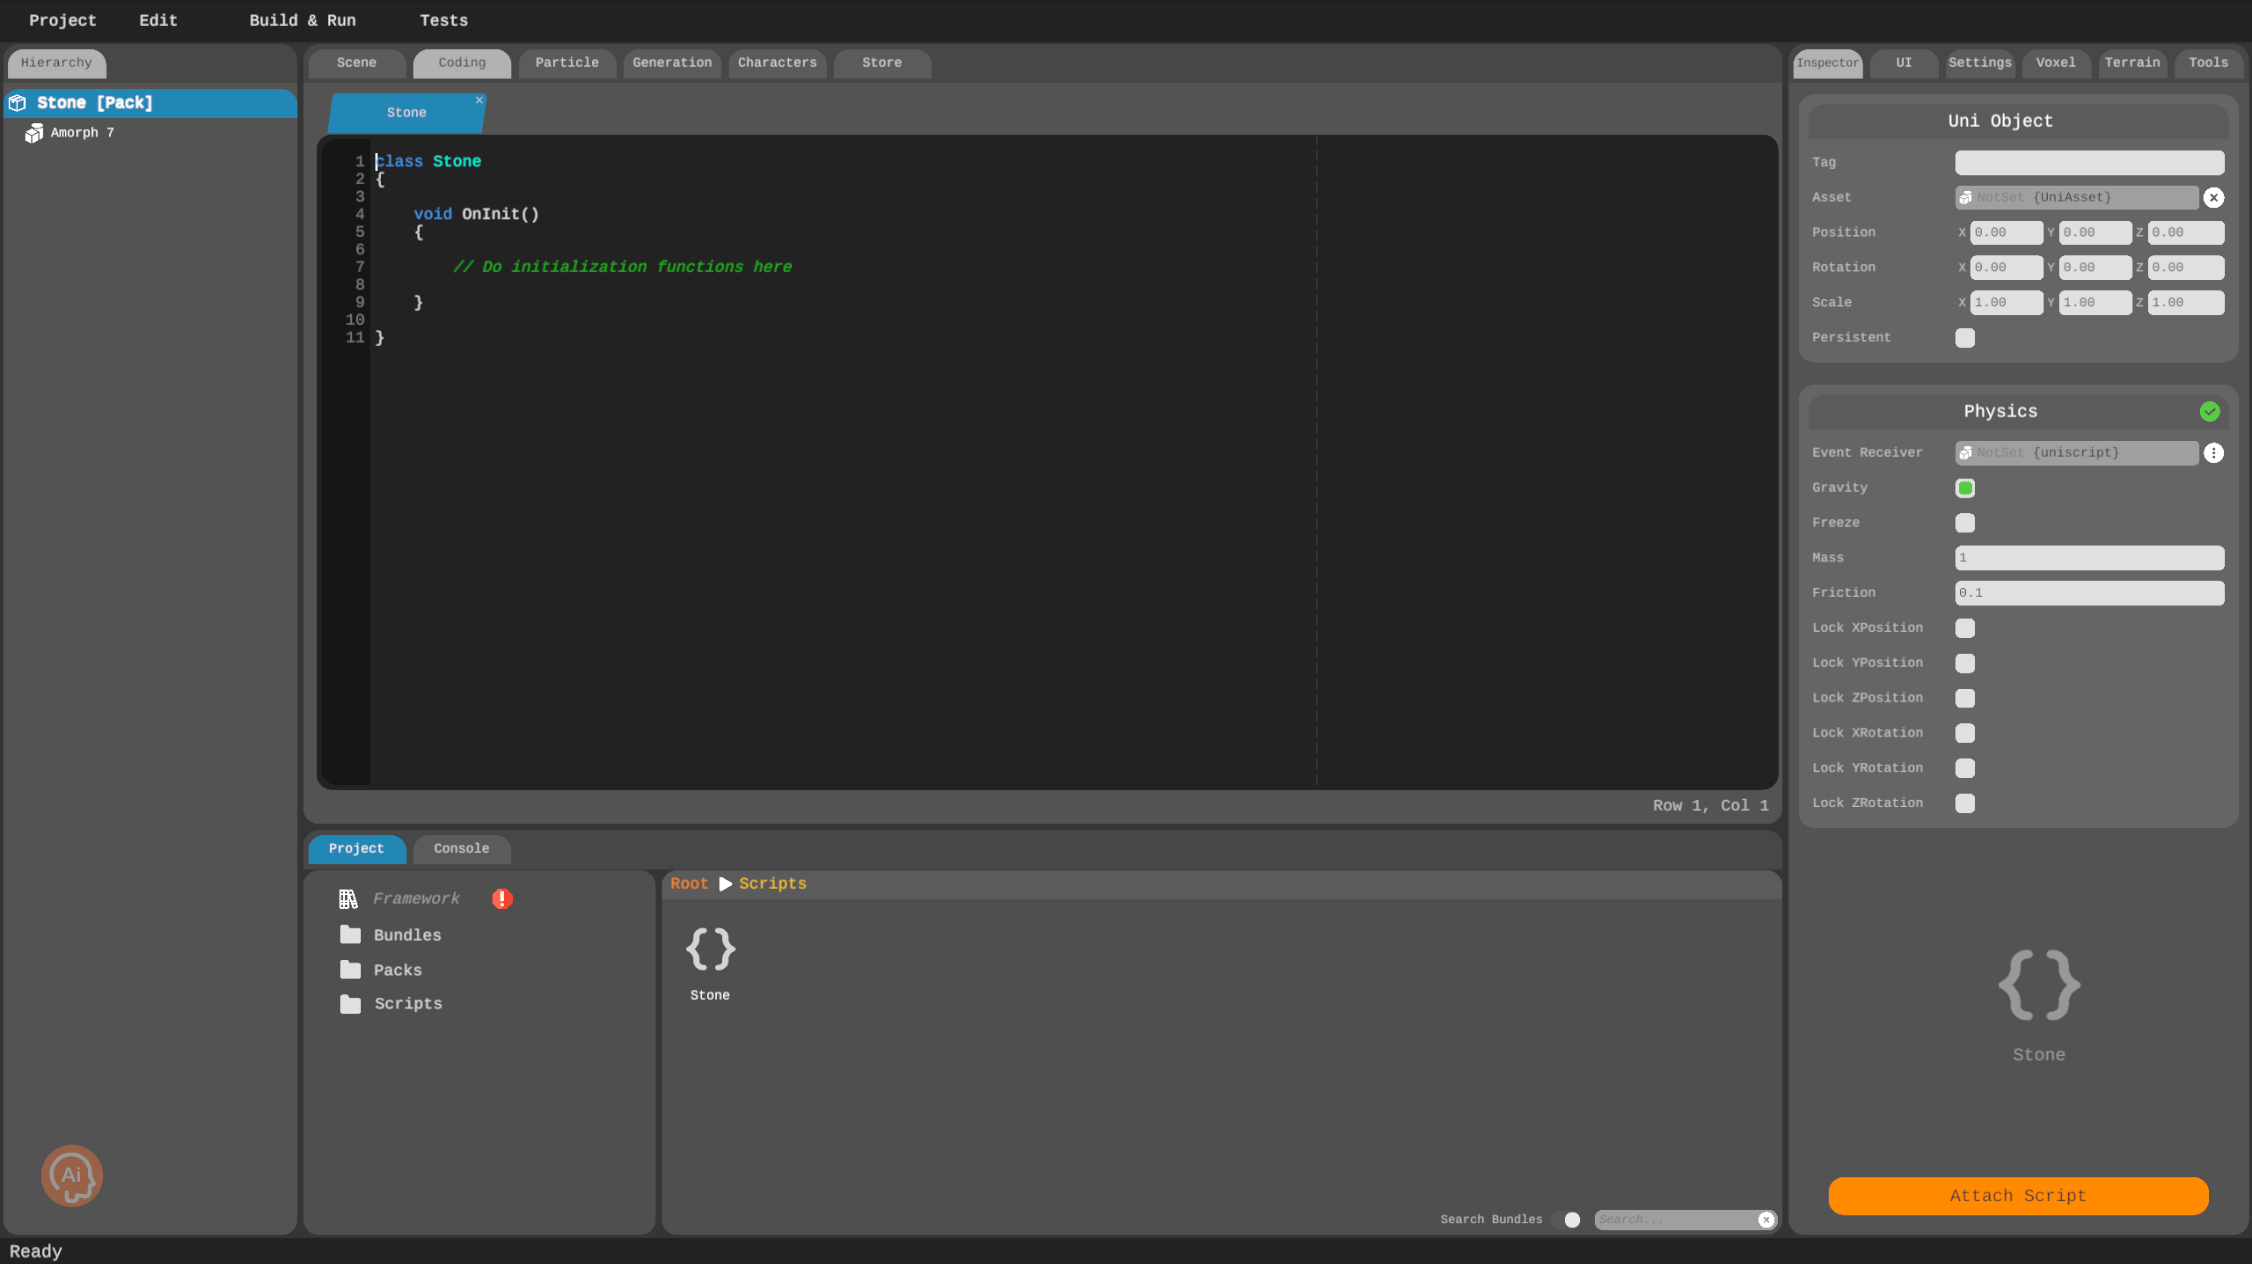 Project Edit Build & Run Tests
Hierarchy
Stone [Pack]
Amorph 7
Scene Coding Particle Generation Characters Store
Stone ×
1 class Stone
2 {
3
4 void OnInit()
5 {
6
7 // Do initialization functions here
8
9 }
10
11 }
Row 1, Col 1
Project Console
Framework !
Bundles
Packs
Scripts
Root Scripts
{}
Stone
Search Bundles Search...
Inspector UI Settings Voxel Terrain Tools
Uni Object
Tag
Asset NotSet {UniAsset}
Position X 0.00 Y 0.00 Z 0.00
Rotation X 0.00 Y 0.00 Z 0.00
Scale X 1.00 Y 1.00 Z 1.00
Persistent
Physics
Event Receiver NotSet {uniscript}
Gravity
Freeze
Mass 1
Friction 0.1
Lock XPosition
Lock YPosition
Lock ZPosition
Lock XRotation
Lock YRotation
Lock ZRotation
{}
Stone
Attach Script
Ai
Ready